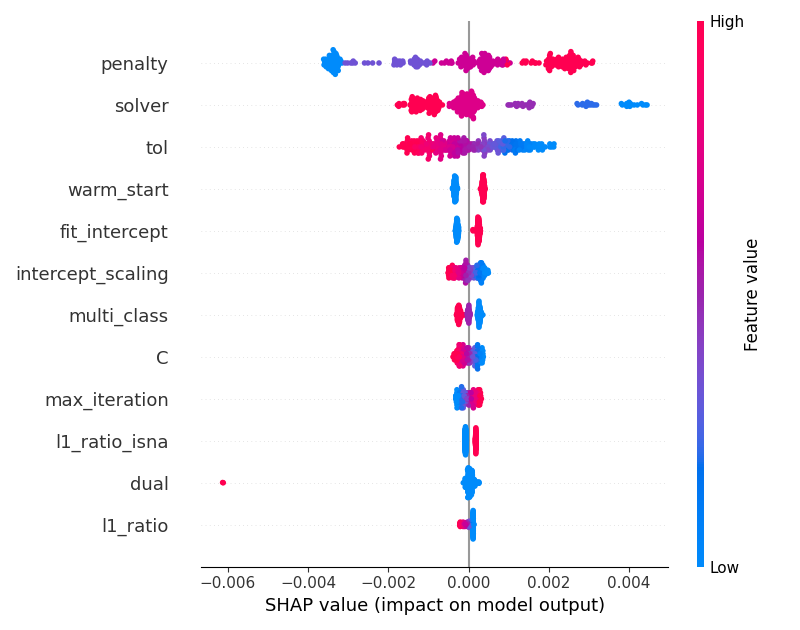 High
penalty
solver
tol
warm_start
fit_intercept
intercept_scaling
multi_class
C
max_iteration
l1_ratio_isna
dual
l1_ratio
Feature value
Low
−0.006 −0.004 −0.002 0.000 0.002 0.004
SHAP value (impact on model output)